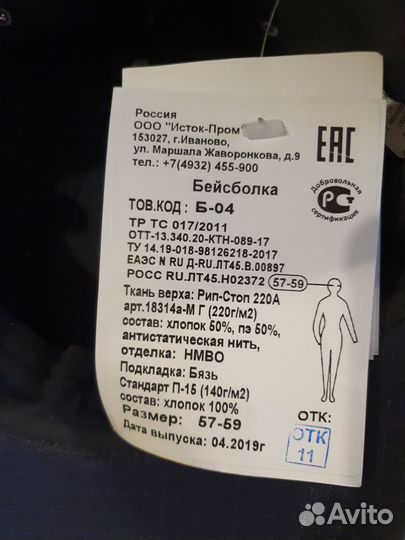 Россия
ООО "Исток-Пром"
153027, г.Иваново,
ул. Маршала Жаворонкова, д.9
тел.: +7(4932) 455-900
EAC
Бейсболка
Добровольная
сертификация
ТОВ.КОД : Б-04
ТР ТС 017/2011
ОТТ-13.340.20-КТН-089-17
ТУ 14.19-018-98126218-2017
ЕАЭС N RU Д-RU.ЛТ45.В.00897
РОСС RU.ЛТ45.Н02372
57-59
Ткань верха: Рип-Стоп 220А
арт.18314а-М Г (220г/м2)
состав: хлопок 50%, пэ 50%,
антистатическая нить,
отделка: НМВО
Подкладка: Бязь
Стандарт П-15 (140г/м2)
состав: хлопок 100%
Размер: 57-59
Дата выпуска: 04.2019г
ОТК:
ОТК
11
Avito